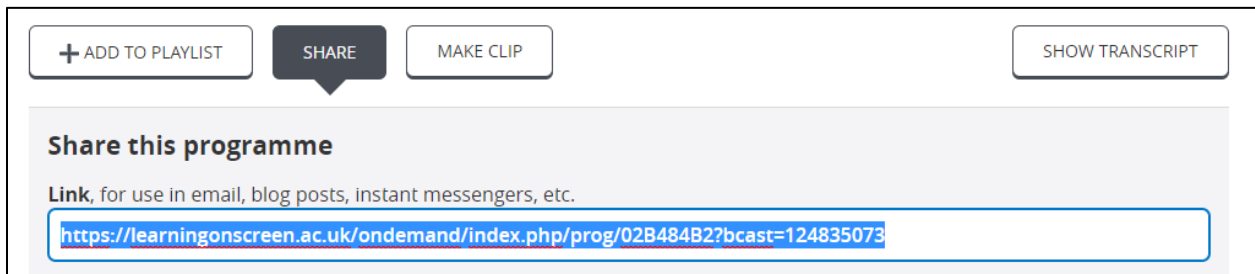 + ADD TO PLAYLIST SHARE MAKE CLIP SHOW TRANSCRIPT
Share this programme
Link, for use in email, blog posts, instant messengers, etc.
https://learningonscreen.ac.uk/ondemand/index.php/prog/02B484B2?bcast=124835073